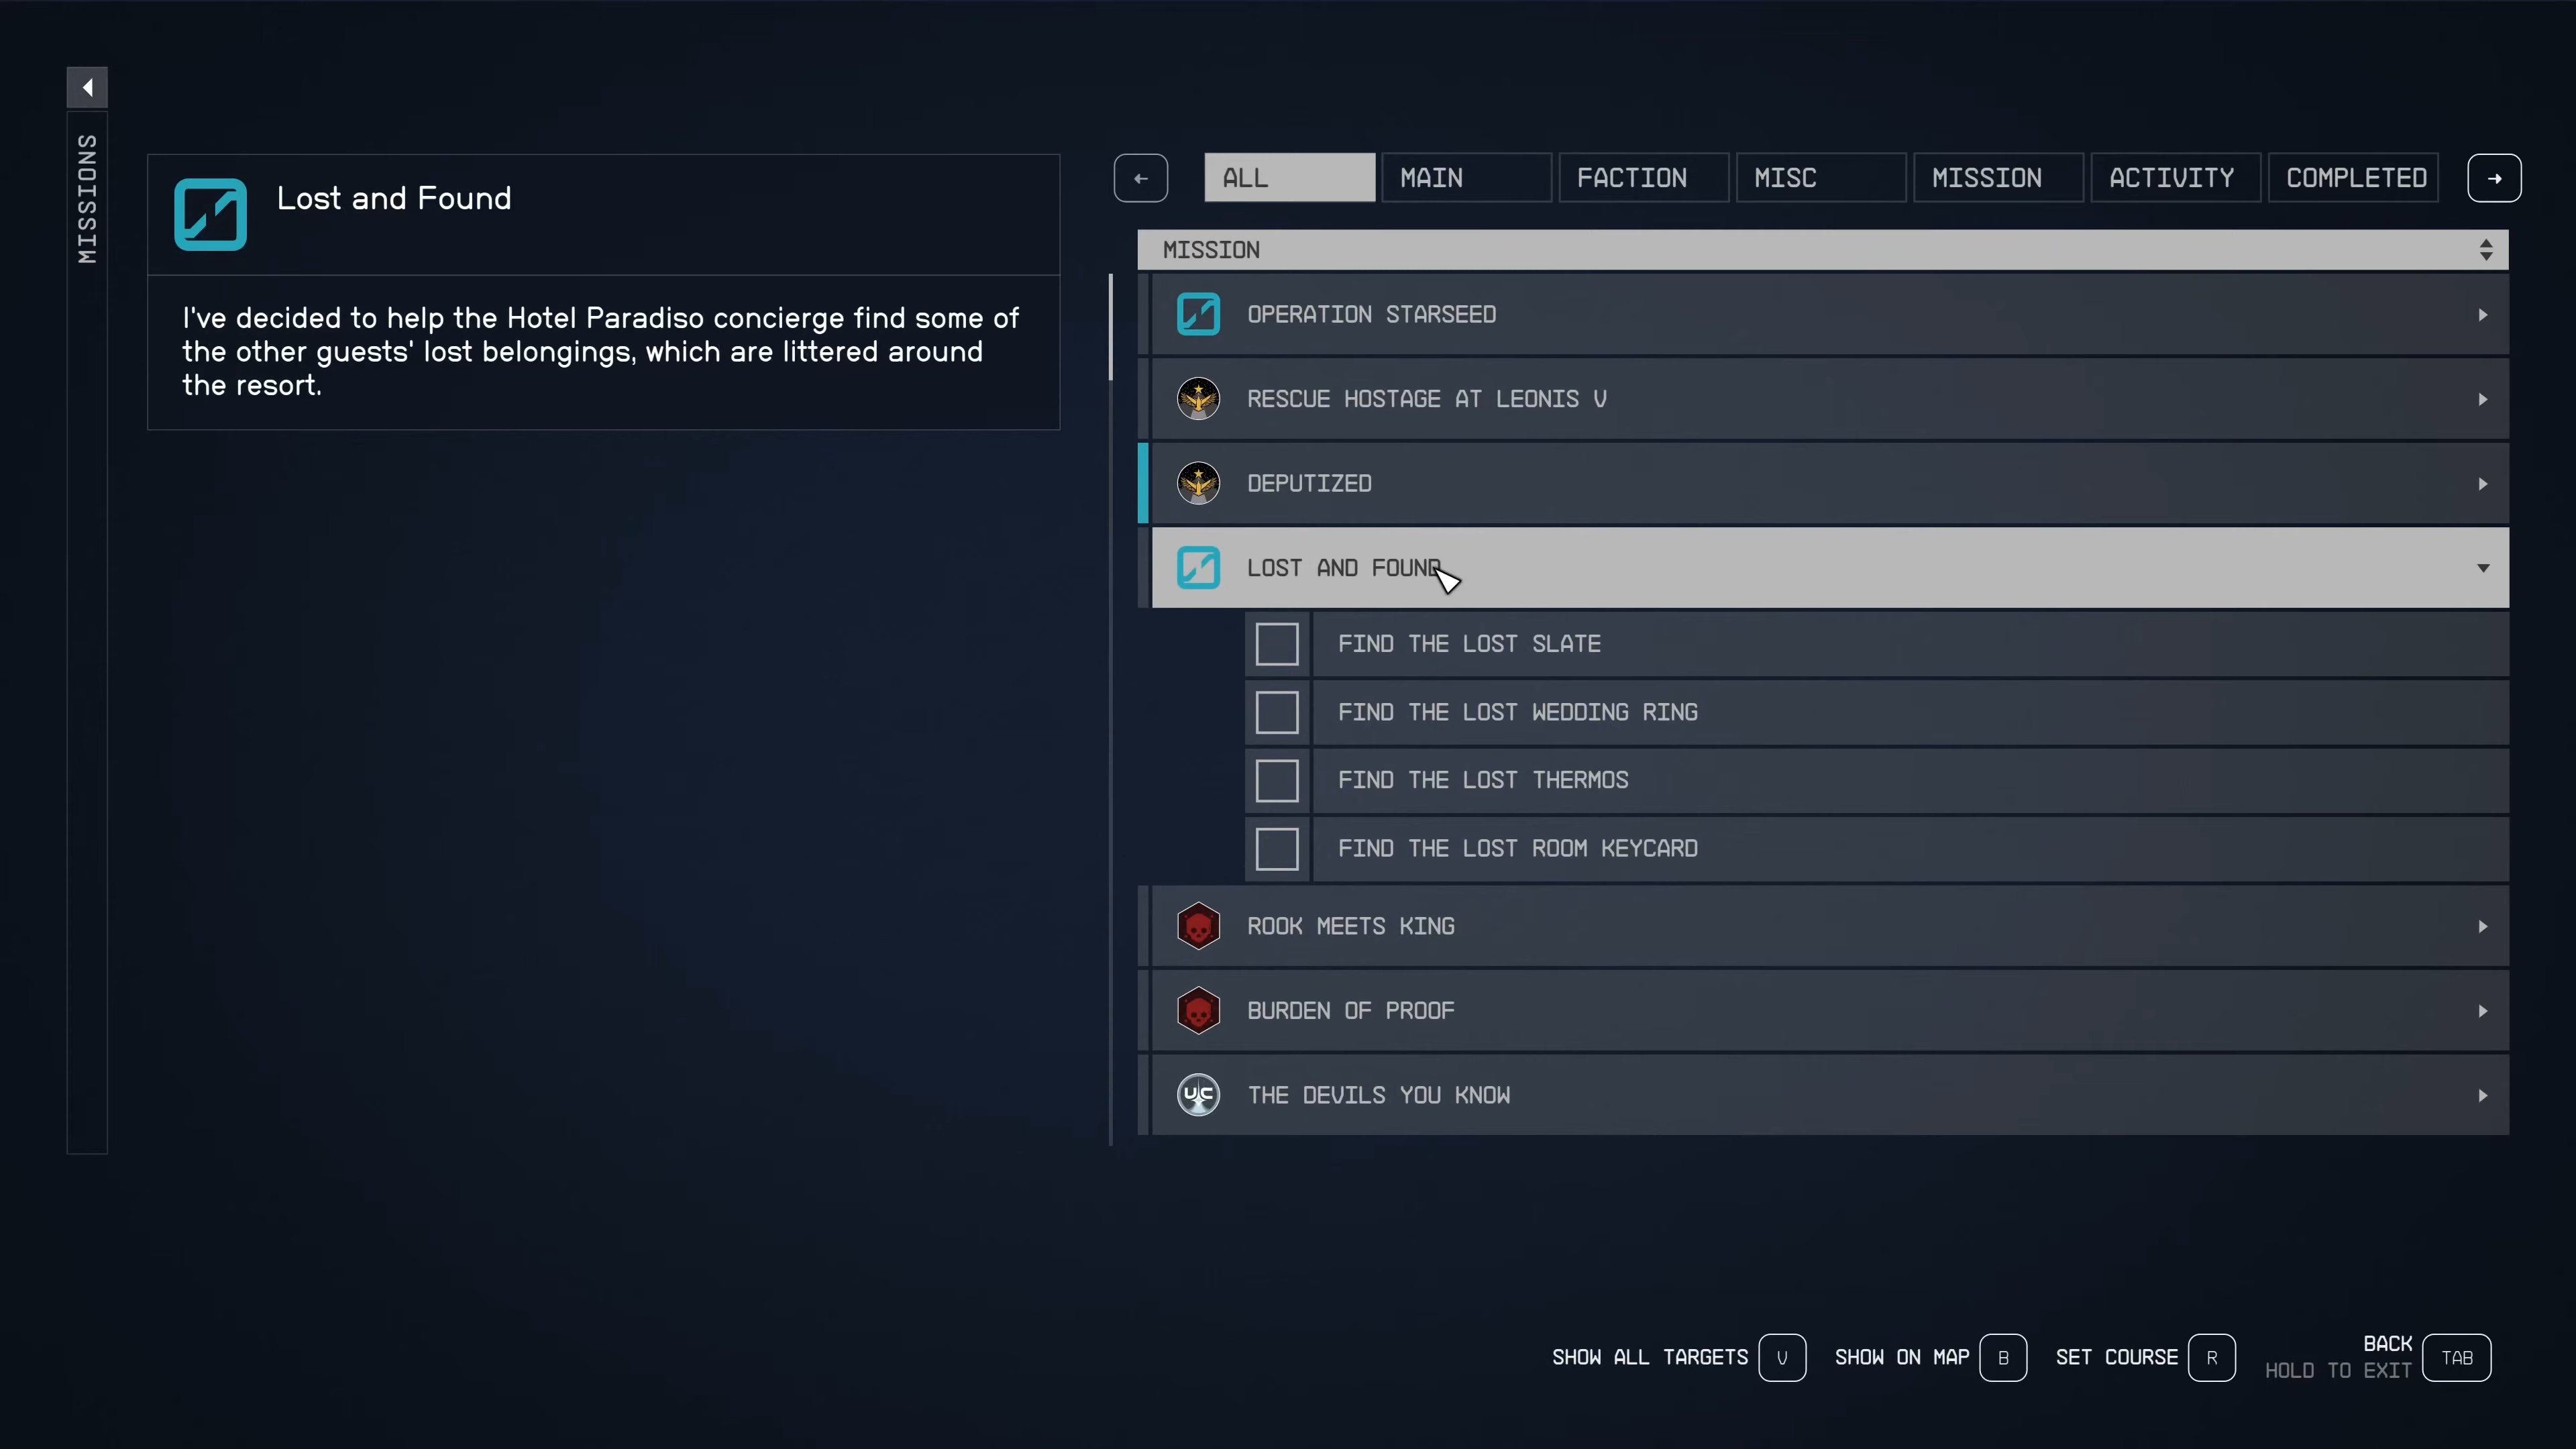 MISSIONS
Lost and Found
I've decided to help the Hotel Paradiso concierge find some of
the other guests' lost belongings, which are littered around
the resort.
ALL
MAIN
FACTION
MISC
MISSION
ACTIVITY
COMPLETED
MISSION
OPERATION STARSEED
RESCUE HOSTAGE AT LEONIS V
DEPUTIZED
LOST AND FOUND
FIND THE LOST SLATE
FIND THE LOST WEDDING RING
FIND THE LOST THERMOS
FIND THE LOST ROOM KEYCARD
ROOK MEETS KING
BURDEN OF PROOF
UC
THE DEVILS YOU KNOW
SHOW ALL TARGETS V
SHOW ON MAP B
SET COURSE R
BACK
HOLD TO EXIT
TAB